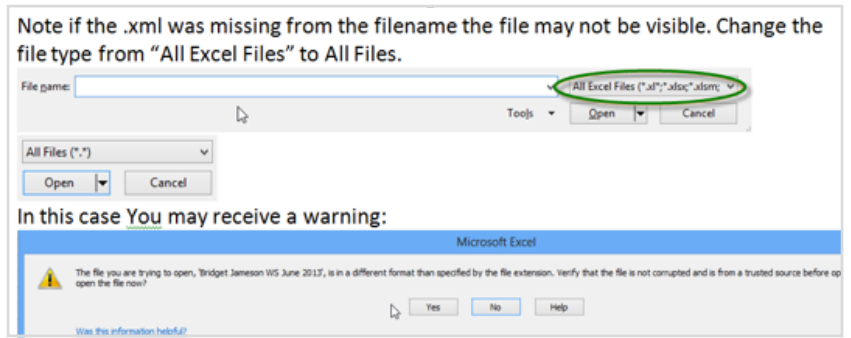 Note if the .xml was missing from the filename the file may not be visible. Change the
file type from “All Excel Files” to All Files.
File name:
All Excel Files (*.xl*;*.xlsx;*.xlsm;
Tools Open Cancel
All Files (*.*)
Open Cancel
In this case You may receive a warning:
Microsoft Excel
The file you are trying to open, 'Bridget Jameson WS June 2013', is in a different format than specified by the file extension. Verify that the file is not corrupted and is from a trusted source before op
open the file now?
Yes No Help
Was this information helpful?